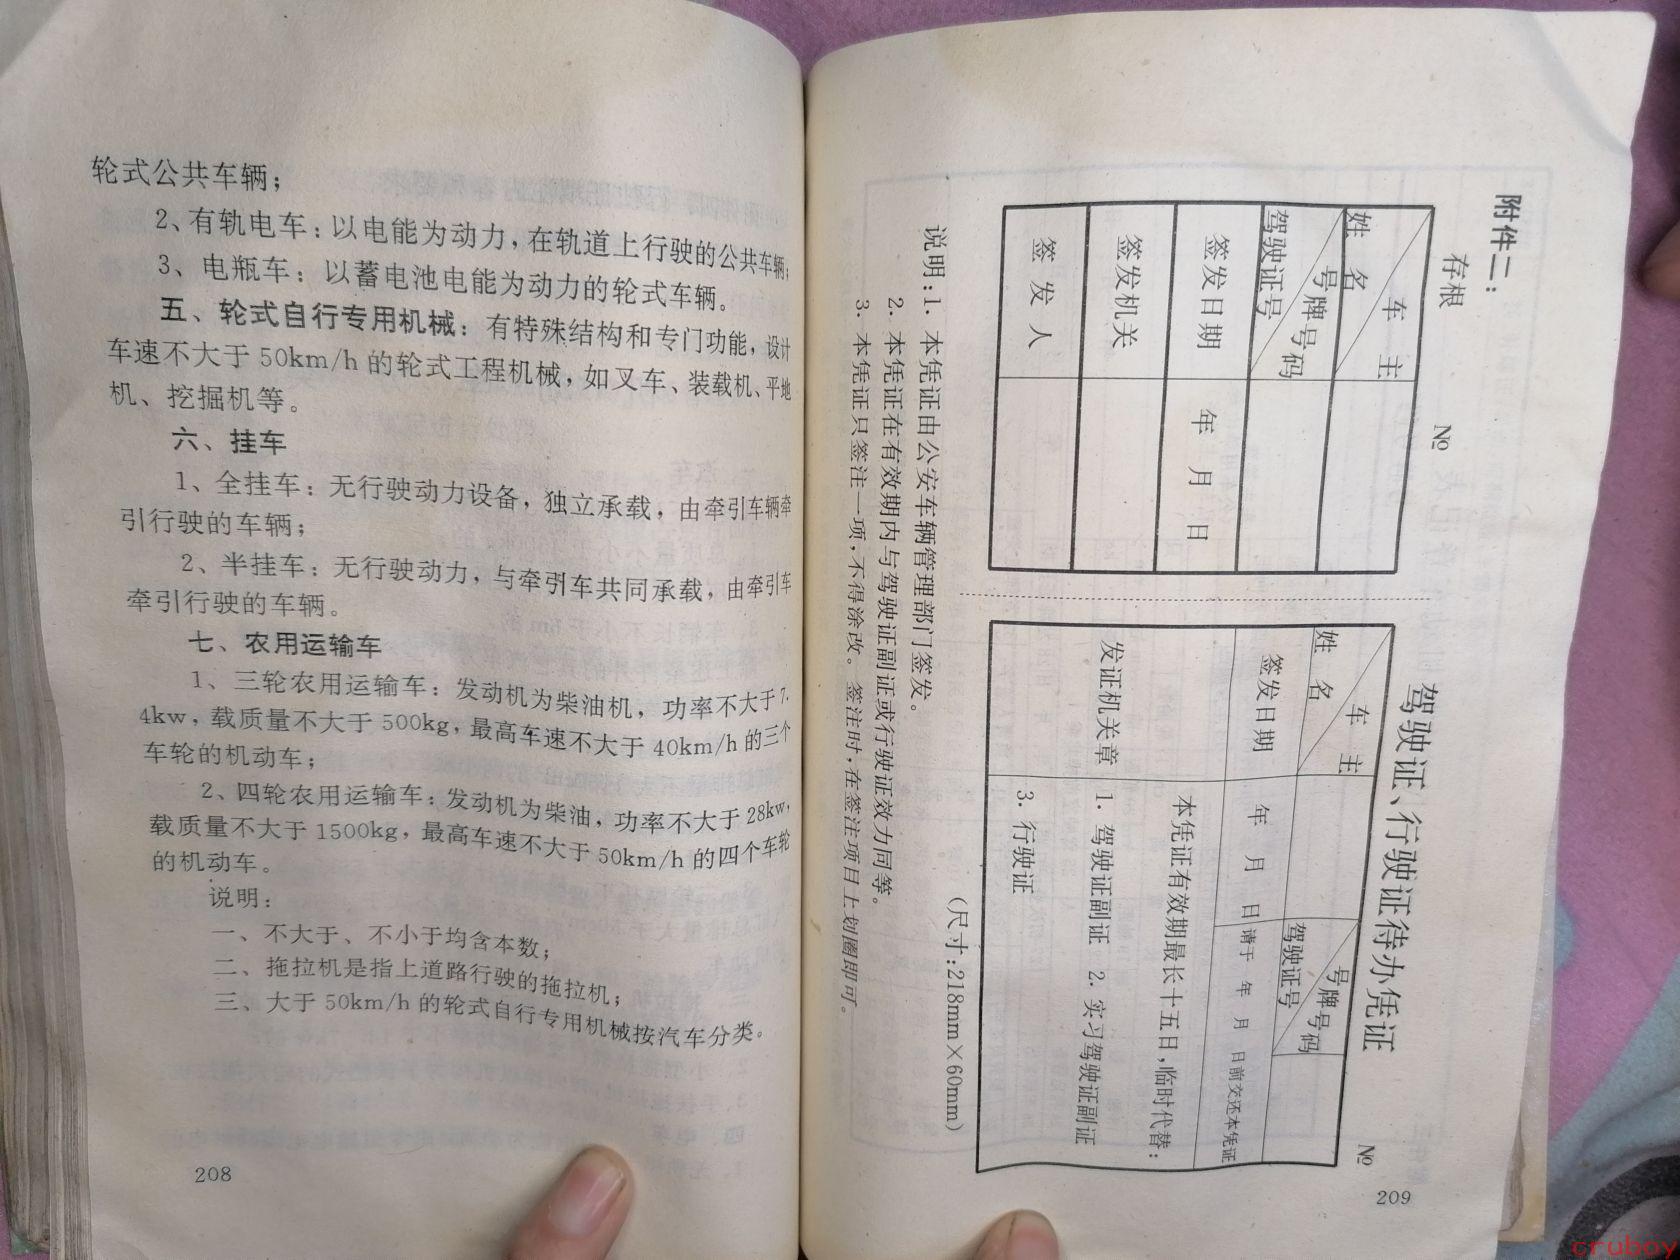 轮式公共车辆；
2、有轨电车：以电能为动力，在轨道上行驶的公共车辆；
3、电瓶车：以蓄电池电能为动力的轮式车辆。
五、轮式自行专用机械：有特殊结构和专门功能，设计
车速不大于50km/h的轮式工程机械，如叉车、装载机、平地
机、挖掘机等。
六、挂车
1、全挂车：无行驶动力设备，独立承载，由牵引车辆牵
引行驶的车辆；
2、半挂车：无行驶动力，与牵引车共同承载，由牵引车
牵引行驶的车辆。
七、农用运输车
1、三轮农用运输车：发动机为柴油机，功率不大于7.
4kw，载质量不大于500kg，最高车速不大于40km/h的三个
车轮的机动车；
2、四轮农用运输车：发动机为柴油，功率不大于28kw，
载质量不大于1500kg，最高车速不大于50km/h的四个车轮
的机动车。
说明：
一、不大于、不小于均含本数；
二、拖拉机是指上道路行驶的拖拉机；
三、大于50km/h的轮式自行专用机械按汽车分类。
208
附件二：
存根 №
车主
姓名
号牌号码
驾驶证号
签发日期 年 月 日
签发机关
签发人
驾驶证、行驶证待办凭证 №
车主
姓名
号牌号码
驾驶证号
签发日期 年 月 日 请于 年 月 日前交还本凭证
发证机关章
本凭证有效期最长十五日，临时代替：
1. 驾驶证副证 2. 实习驾驶证副证
3. 行驶证
(尺寸：218mm×60mm)
说明：1. 本凭证由公安车辆管理部门签发。
2. 本凭证在有效期内与驾驶证副证或行驶证效力同等。
3. 本凭证只签注一项，不得涂改。签注时，在签注项目上划圈即可。
209
cruboy